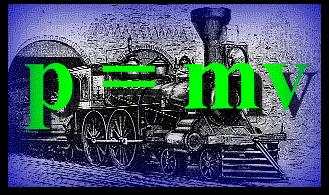 p = mv